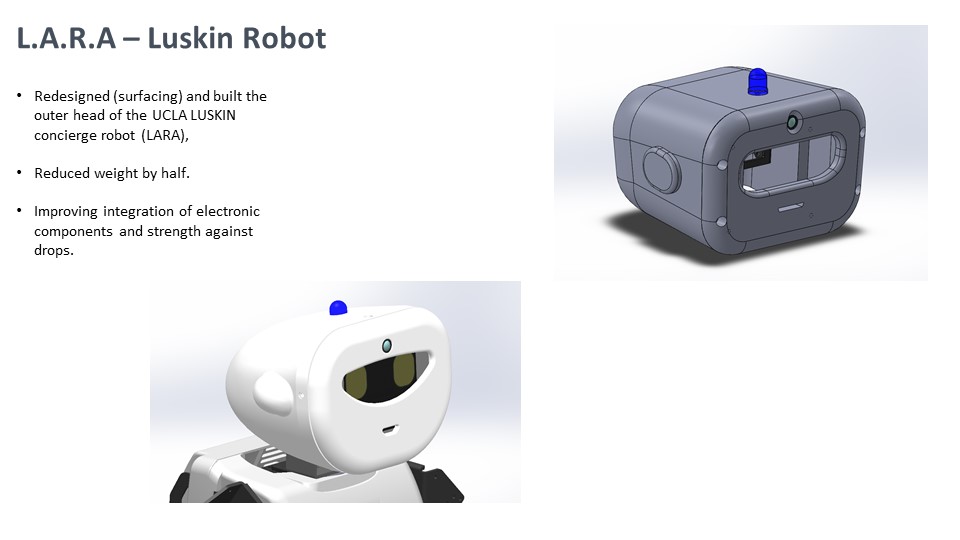 L.A.R.A – Luskin Robot
• Redesigned (surfacing) and built the
outer head of the UCLA LUSKIN
concierge robot (LARA),
• Reduced weight by half.
• Improving integration of electronic
components and strength against
drops.